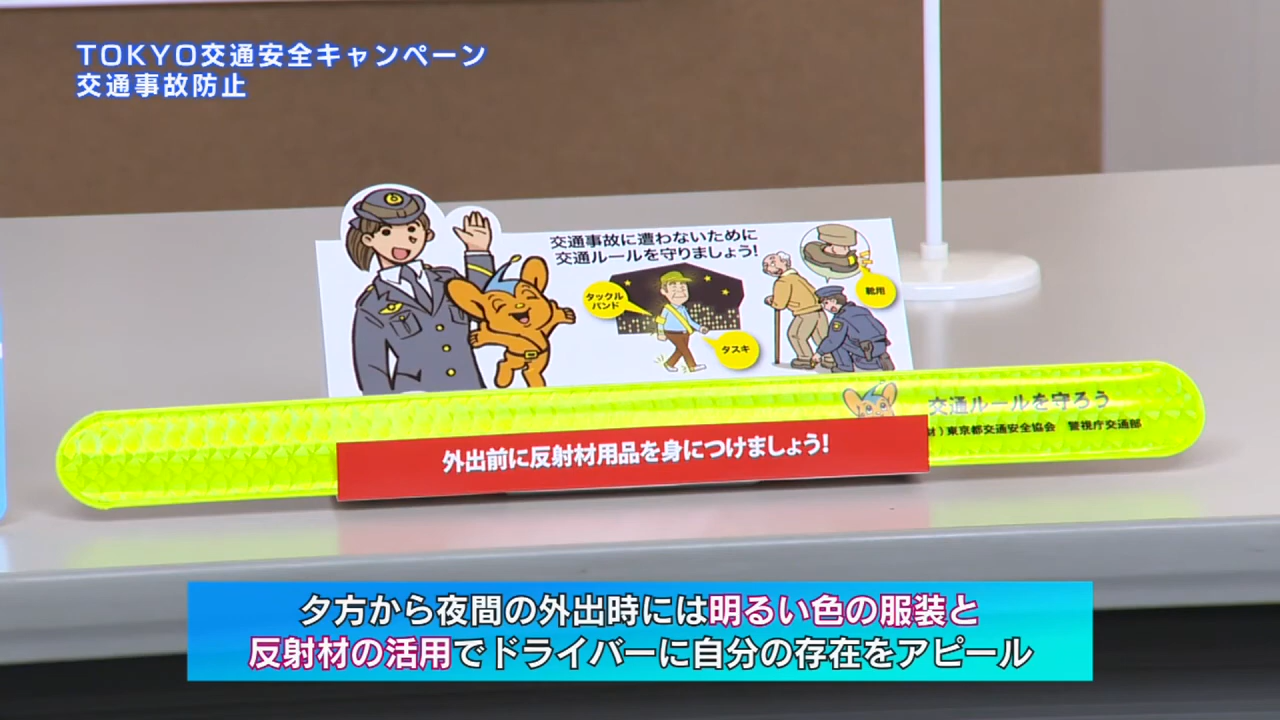 TOKYO交通安全キャンペーン
交通事故防止
交通事故に遭わないために
交通ルールを守りましょう!
タックル
バンド
タスキ
靴用
交通ルールを守ろう
財)東京都交通安全協会 警視庁交通部
外出前に反射材用品を身につけましょう!
夕方から夜間の外出時には明るい色の服装と
反射材の活用でドライバーに自分の存在をアピール